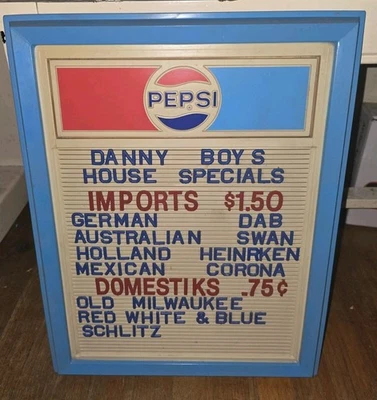 PEPSI
DANNY BOYS
HOUSE SPECIALS
IMPORTS $1.50
GERMAN DAB
AUSTRALIAN SWAN
HOLLAND HEINRKEN
MEXICAN CORONA
DOMESTIKS .75¢
OLD MILWAUKEE
RED WHITE & BLUE
SCHLITZ